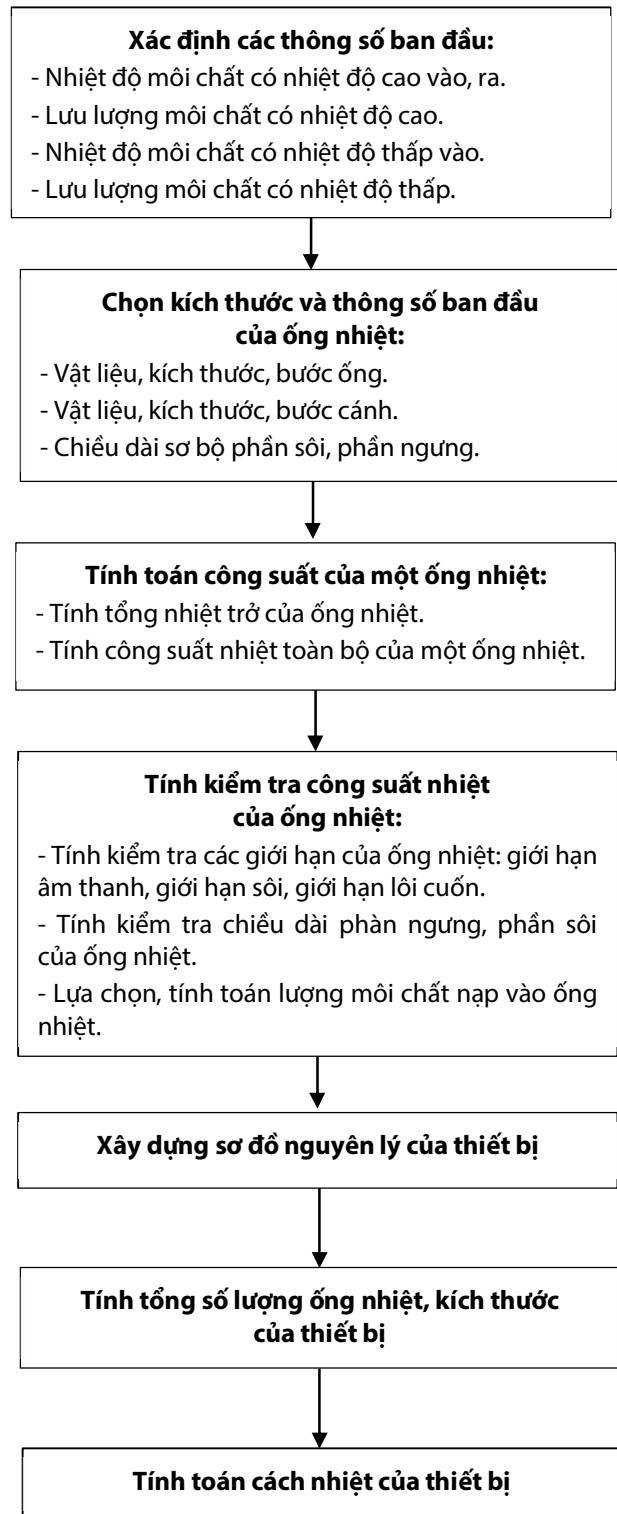 Xác định các thông số ban đầu:
- Nhiệt độ môi chất có nhiệt độ cao vào, ra.
- Lưu lượng môi chất có nhiệt độ cao.
- Nhiệt độ môi chất có nhiệt độ thấp vào.
- Lưu lượng môi chất có nhiệt độ thấp.
Chọn kích thước và thông số ban đầu
của ống nhiệt:
- Vật liệu, kích thước, bước ống.
- Vật liệu, kích thước, bước cánh.
- Chiều dài sơ bộ phần sôi, phần ngưng.
Tính toán công suất của một ống nhiệt:
- Tính tổng nhiệt trở của ống nhiệt.
- Tính công suất nhiệt toàn bộ của một ống nhiệt.
Tính kiểm tra công suất nhiệt
của ống nhiệt:
- Tính kiểm tra các giới hạn của ống nhiệt: giới hạn
âm thanh, giới hạn sôi, giới hạn lôi cuốn.
- Tính kiểm tra chiều dài phàn ngưng, phần sôi
của ống nhiệt.
- Lựa chọn, tính toán lượng môi chất nạp vào ống
nhiệt.
Xây dựng sơ đồ nguyên lý của thiết bị
Tính tổng số lượng ống nhiệt, kích thước
của thiết bị
Tính toán cách nhiệt của thiết bị